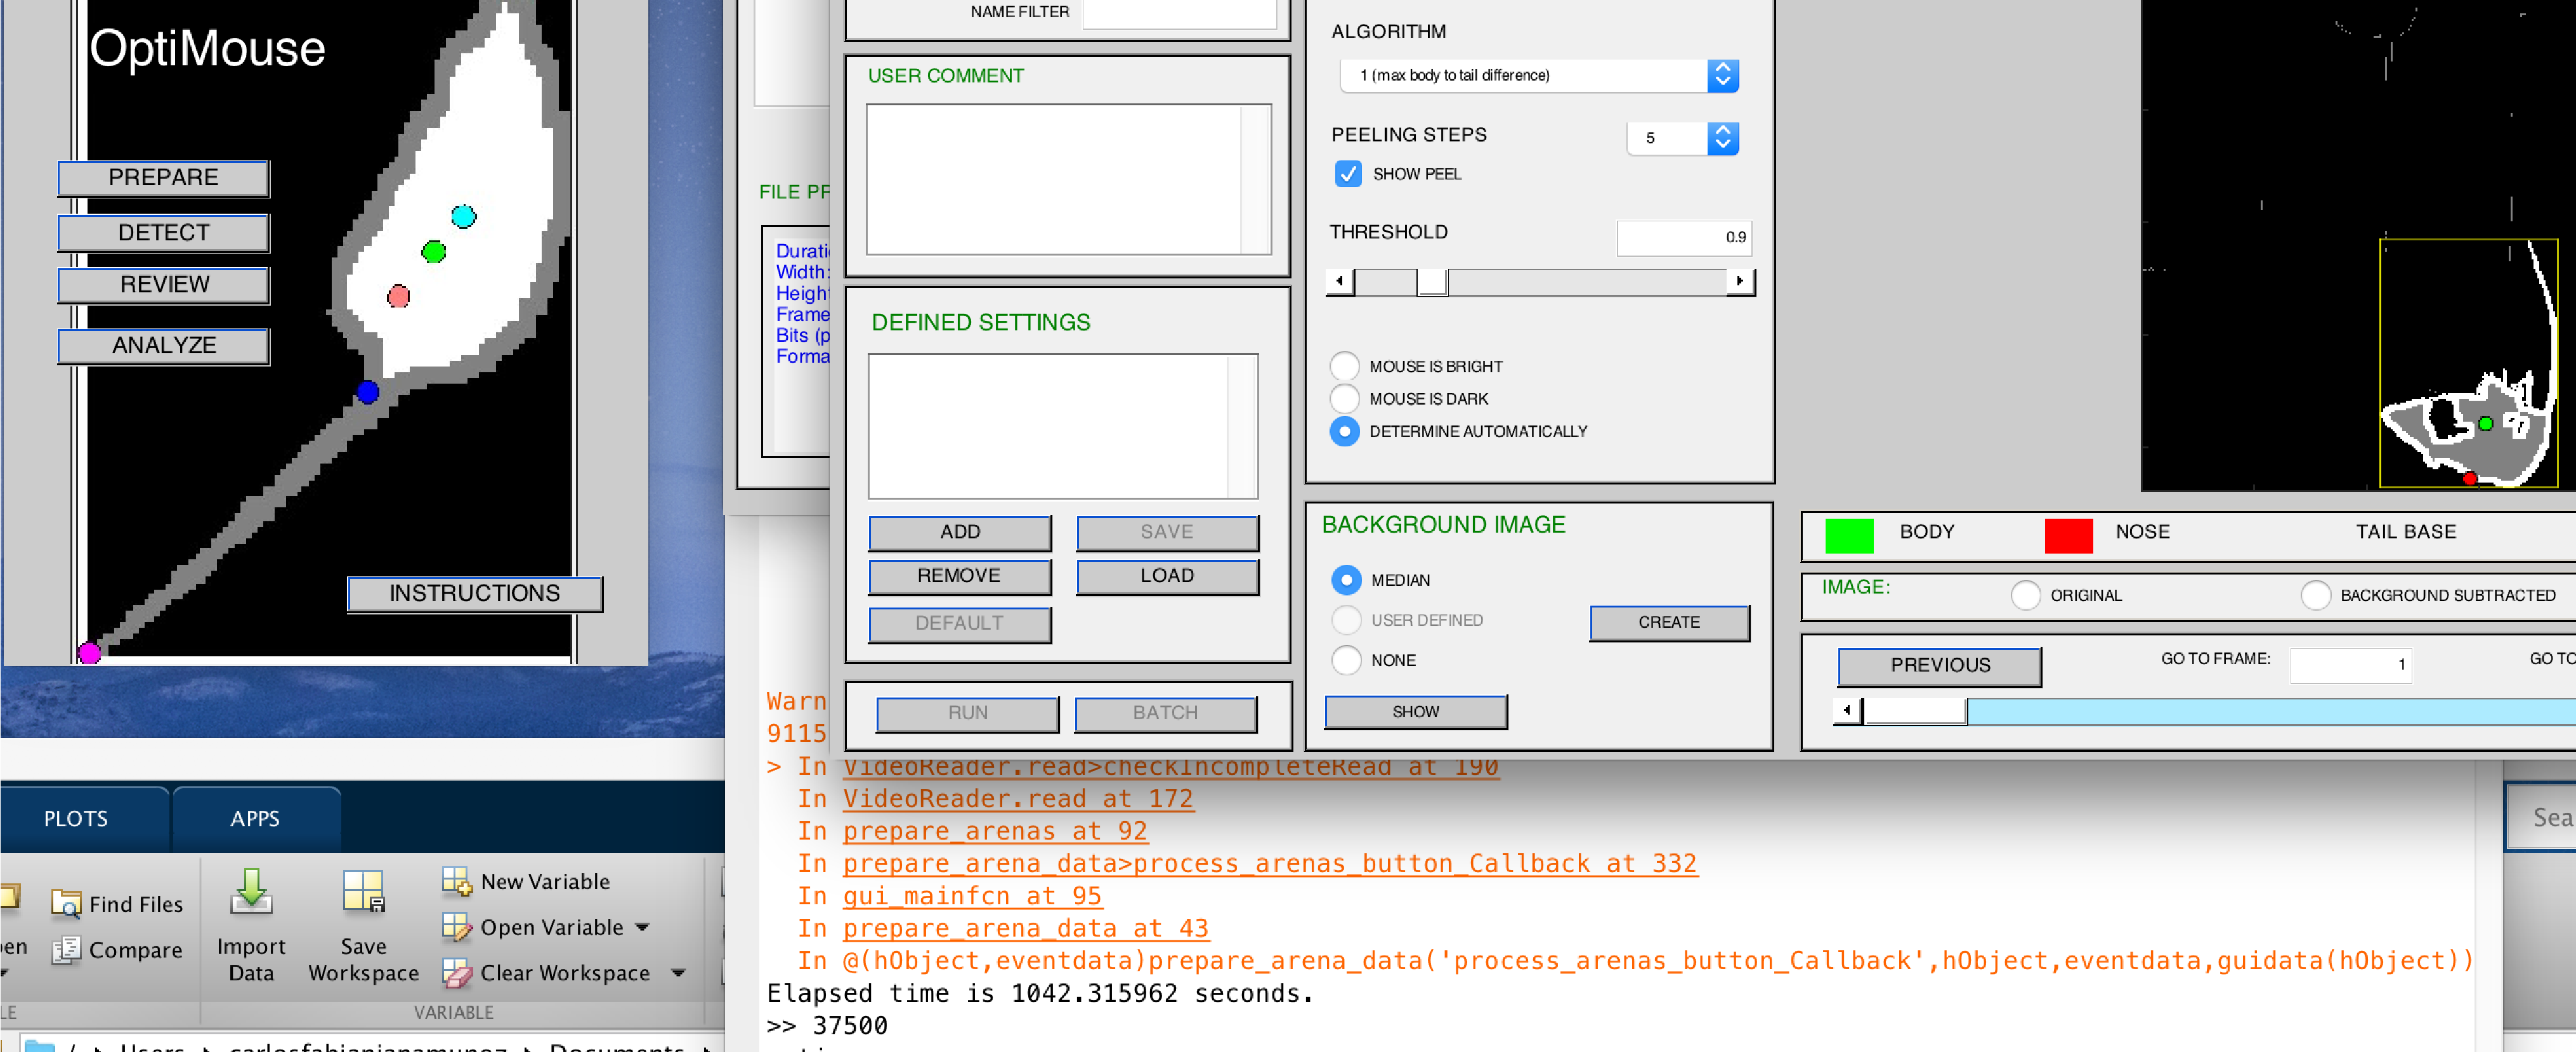 OptiMouse
PREPARE
DETECT
REVIEW
ANALYZE
INSTRUCTIONS
NAME FILTER
USER COMMENT
FILE PR
Durati
Width:
Heigh
Frame
Bits (p
Forma
DEFINED SETTINGS
ADD
SAVE
REMOVE
LOAD
DEFAULT
RUN
BATCH
ALGORITHM
1 (max body to tail difference)
PEELING STEPS
5
SHOW PEEL
THRESHOLD
0.9
MOUSE IS BRIGHT
MOUSE IS DARK
DETERMINE AUTOMATICALLY
BACKGROUND IMAGE
MEDIAN
USER DEFINED
CREATE
NONE
SHOW
BODY
NOSE
TAIL BASE
IMAGE:
ORIGINAL
BACKGROUND SUBTRACTED
PREVIOUS
GO TO FRAME:
1
GO TO
Warn
9115
> In VideoReader.read>checkIncompleteRead at 190
In VideoReader.read at 172
In prepare_arenas at 92
In prepare_arena_data>process_arenas_button_Callback at 332
In gui_mainfcn at 95
In prepare_arena_data at 43
In @(hObject,eventdata)prepare_arena_data('process_arenas_button_Callback',hObject,eventdata,guidata(hObject))
Elapsed time is 1042.315962 seconds.
>> 37500
PLOTS
APPS
Find Files
Compare
Import Data
Save Workspace
New Variable
Open Variable
Clear Workspace
VARIABLE
Sea
/ Users carlosfabianjanamunoz Documents